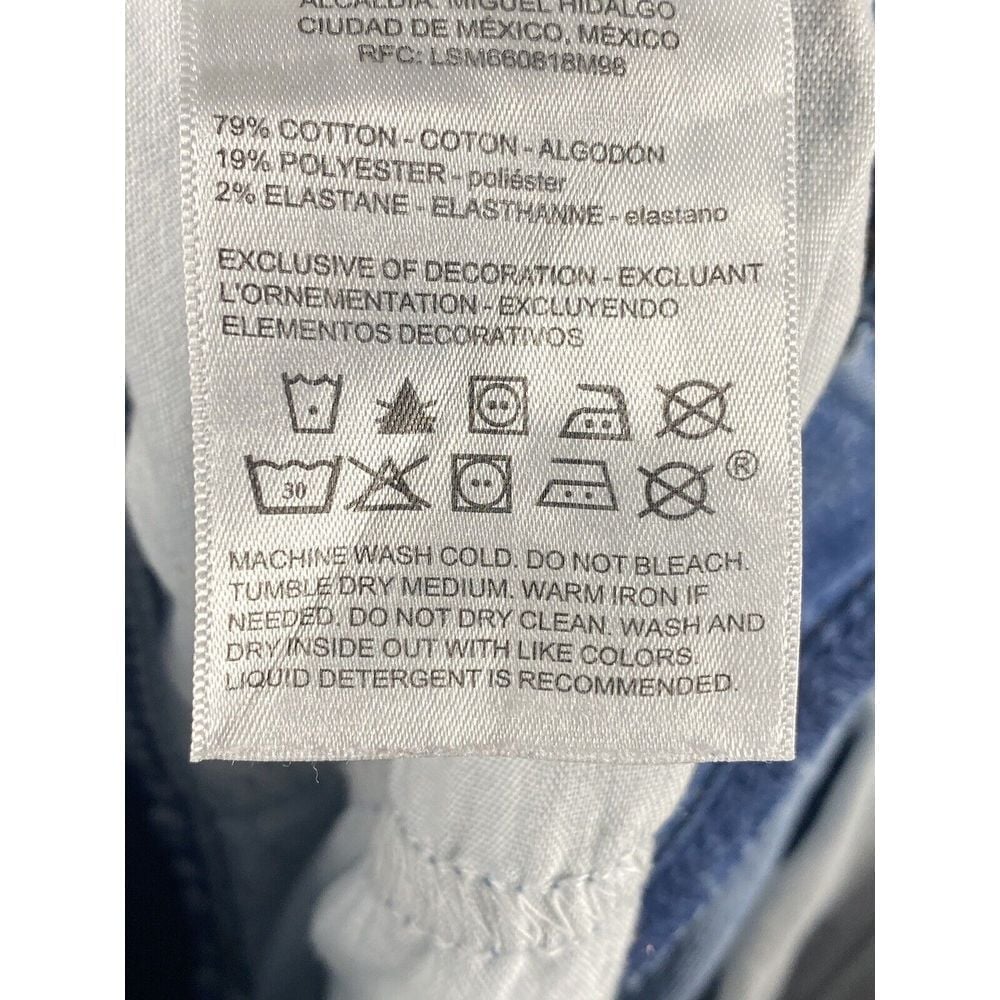 ALCALDIA: MIGUEL HIDALGO
CIUDAD DE MÉXICO, MÉXICO
RFC: LSM660818M98
79% COTTON - COTON - ALGODÓN
19% POLYESTER - poliéster
2% ELASTANE - ELASTHANNE - elastano
EXCLUSIVE OF DECORATION - EXCLUANT
L'ORNEMENTATION - EXCLUYENDO
ELEMENTOS DECORATIVOS
30 ®
MACHINE WASH COLD. DO NOT BLEACH.
TUMBLE DRY MEDIUM. WARM IRON IF
NEEDED. DO NOT DRY CLEAN. WASH AND
DRY INSIDE OUT WITH LIKE COLORS.
LIQUID DETERGENT IS RECOMMENDED.